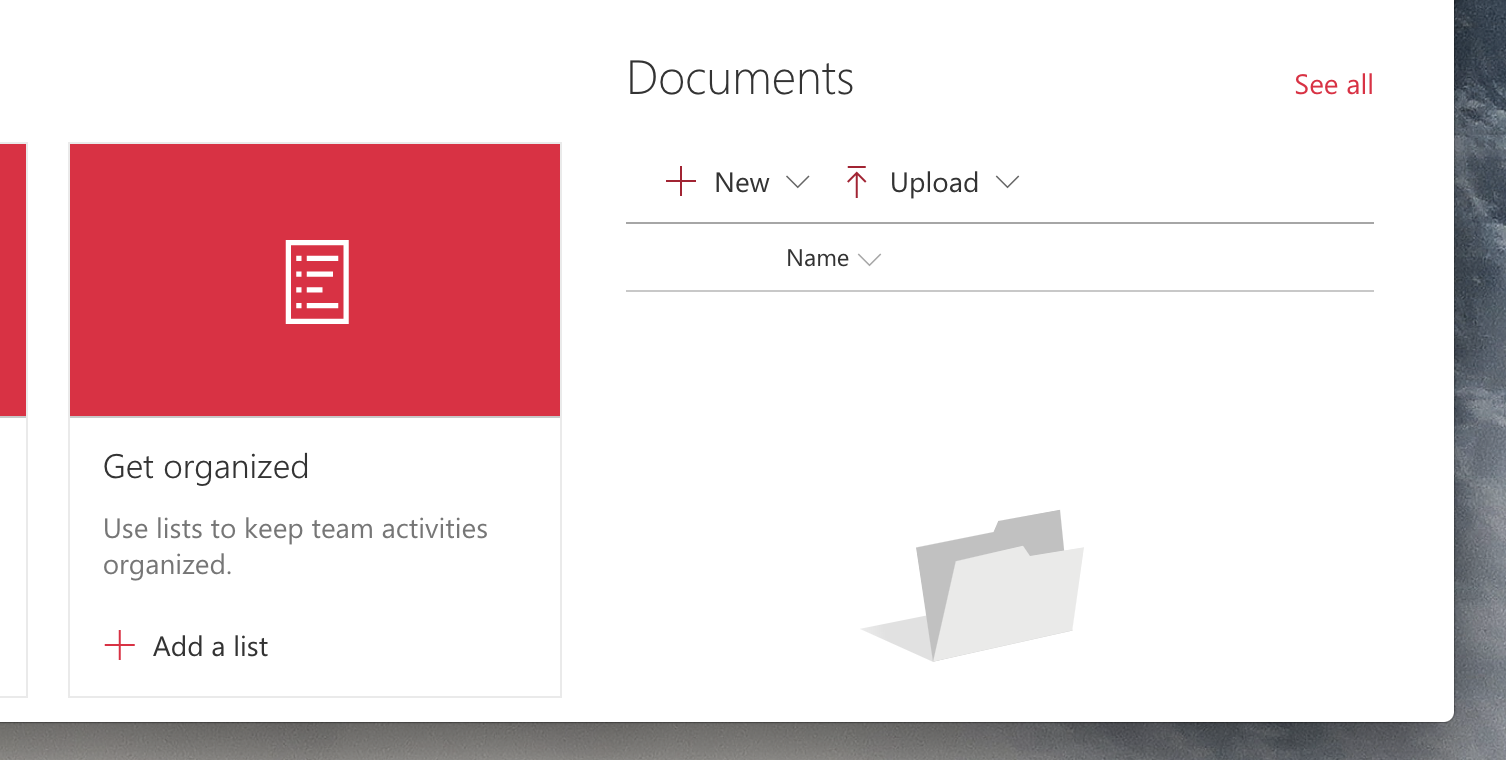 Documents
See all
New
Upload
Name
Get organized
Use lists to keep team activities
organized.
Add a list